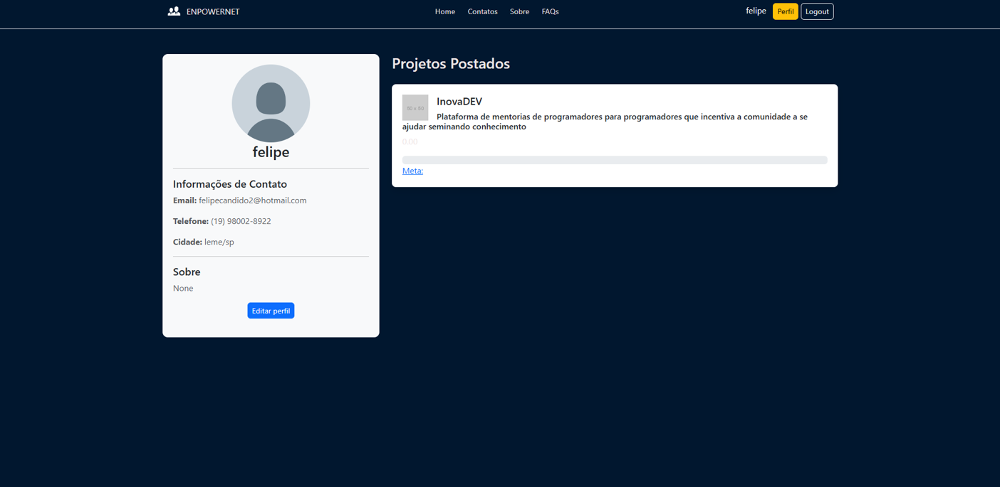 ENPOWERNET
Home Contatos Sobre FAQs
felipe Perfil Logout
felipe
Informações de Contato
Email: felipecandido2@hotmail.com
Telefone: (19) 98002-8922
Cidade: leme/sp
Sobre
None
Editar perfil
Projetos Postados
50 x 50
InovaDEV
Plataforma de mentorias de programadores para programadores que incentiva a comunidade a se
ajudar seminando conhecimento
0.00
Meta: